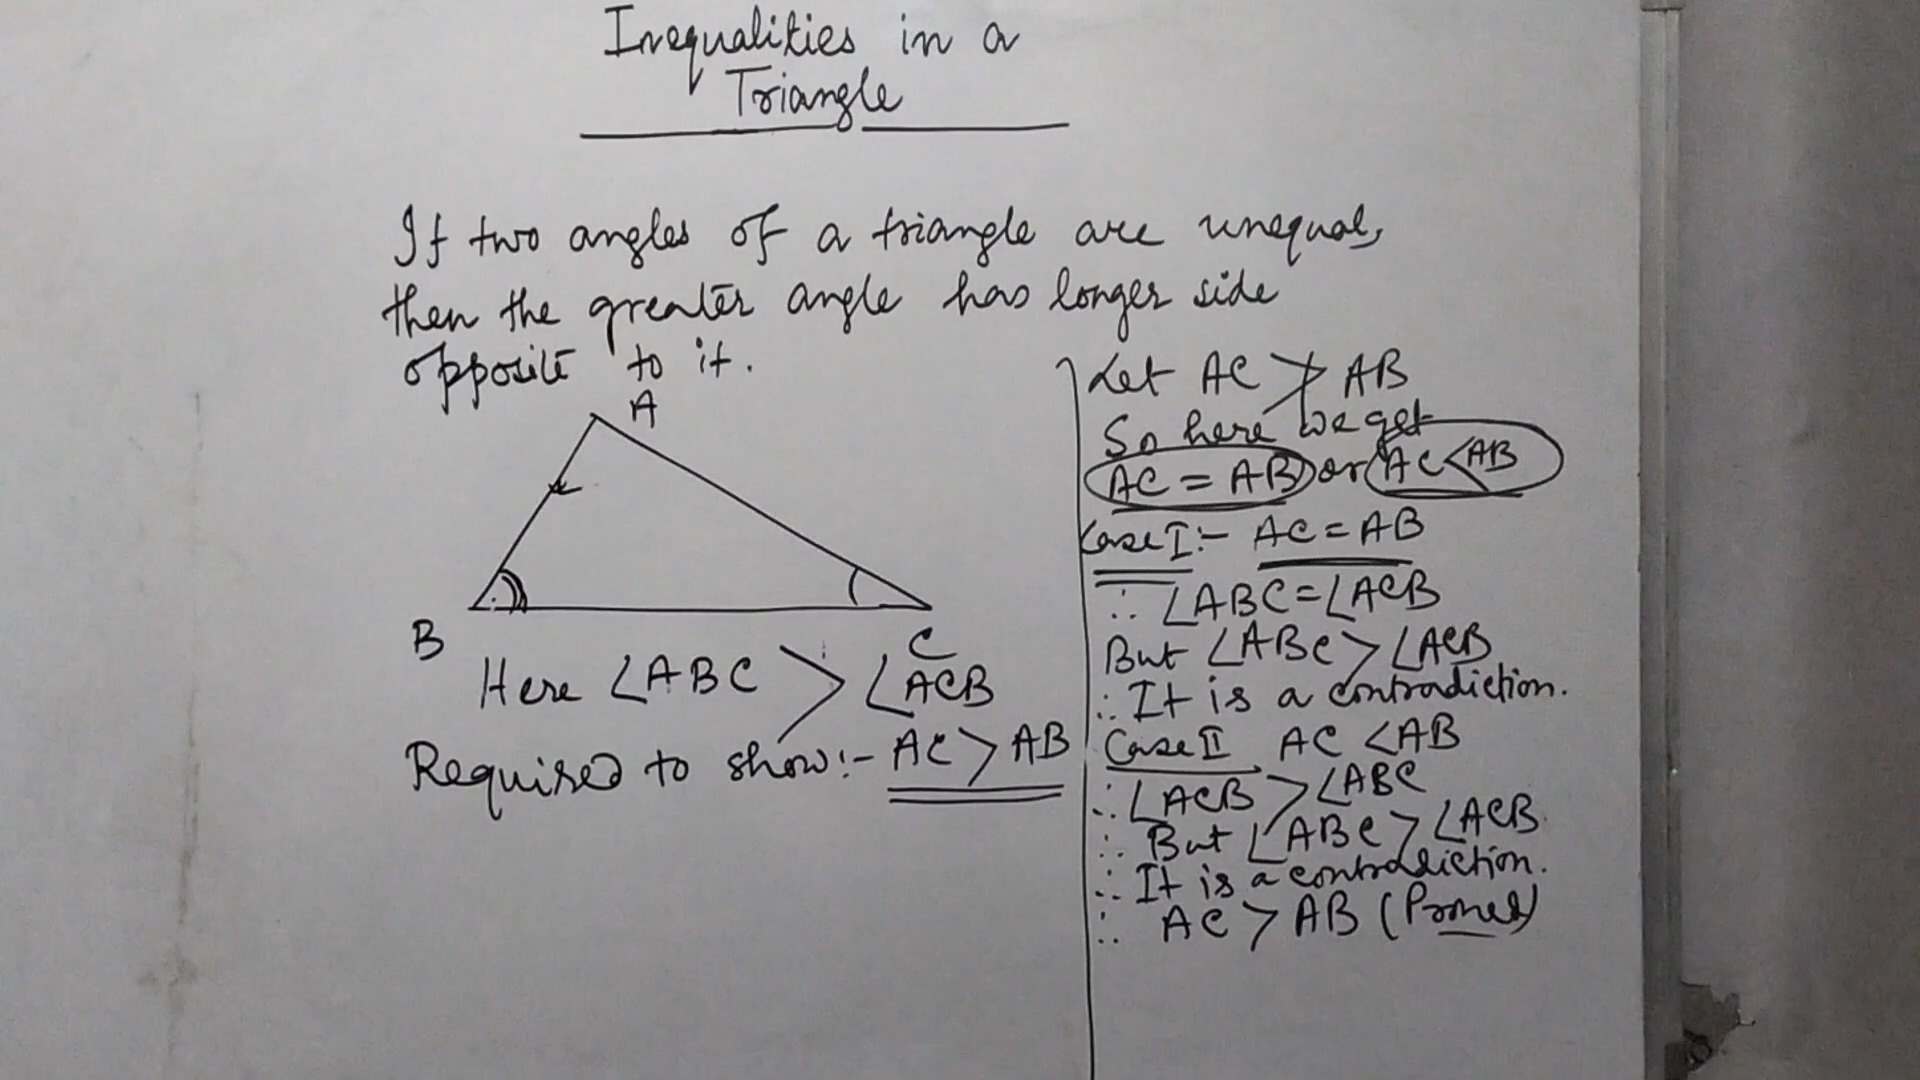 Inequalities in a
Triangle
If two angles of a triangle are unequal,
then the greater angle has longer side
opposite to it.
A
B
C
Here ∠ABC > ∠ACB
Required to show:- AC > AB
Let AC ≯ AB
So here we get
AC = AB or AC < AB
Case I:- AC = AB
∴ ∠ABC = ∠ACB
But ∠ABC > ∠ACB
∴ It is a contradiction.
Case II AC < AB
∴ ∠ACB > ∠ABC
∴ But ∠ABC > ∠ACB
∴ It is a contradiction.
∴ AC > AB (Proved)